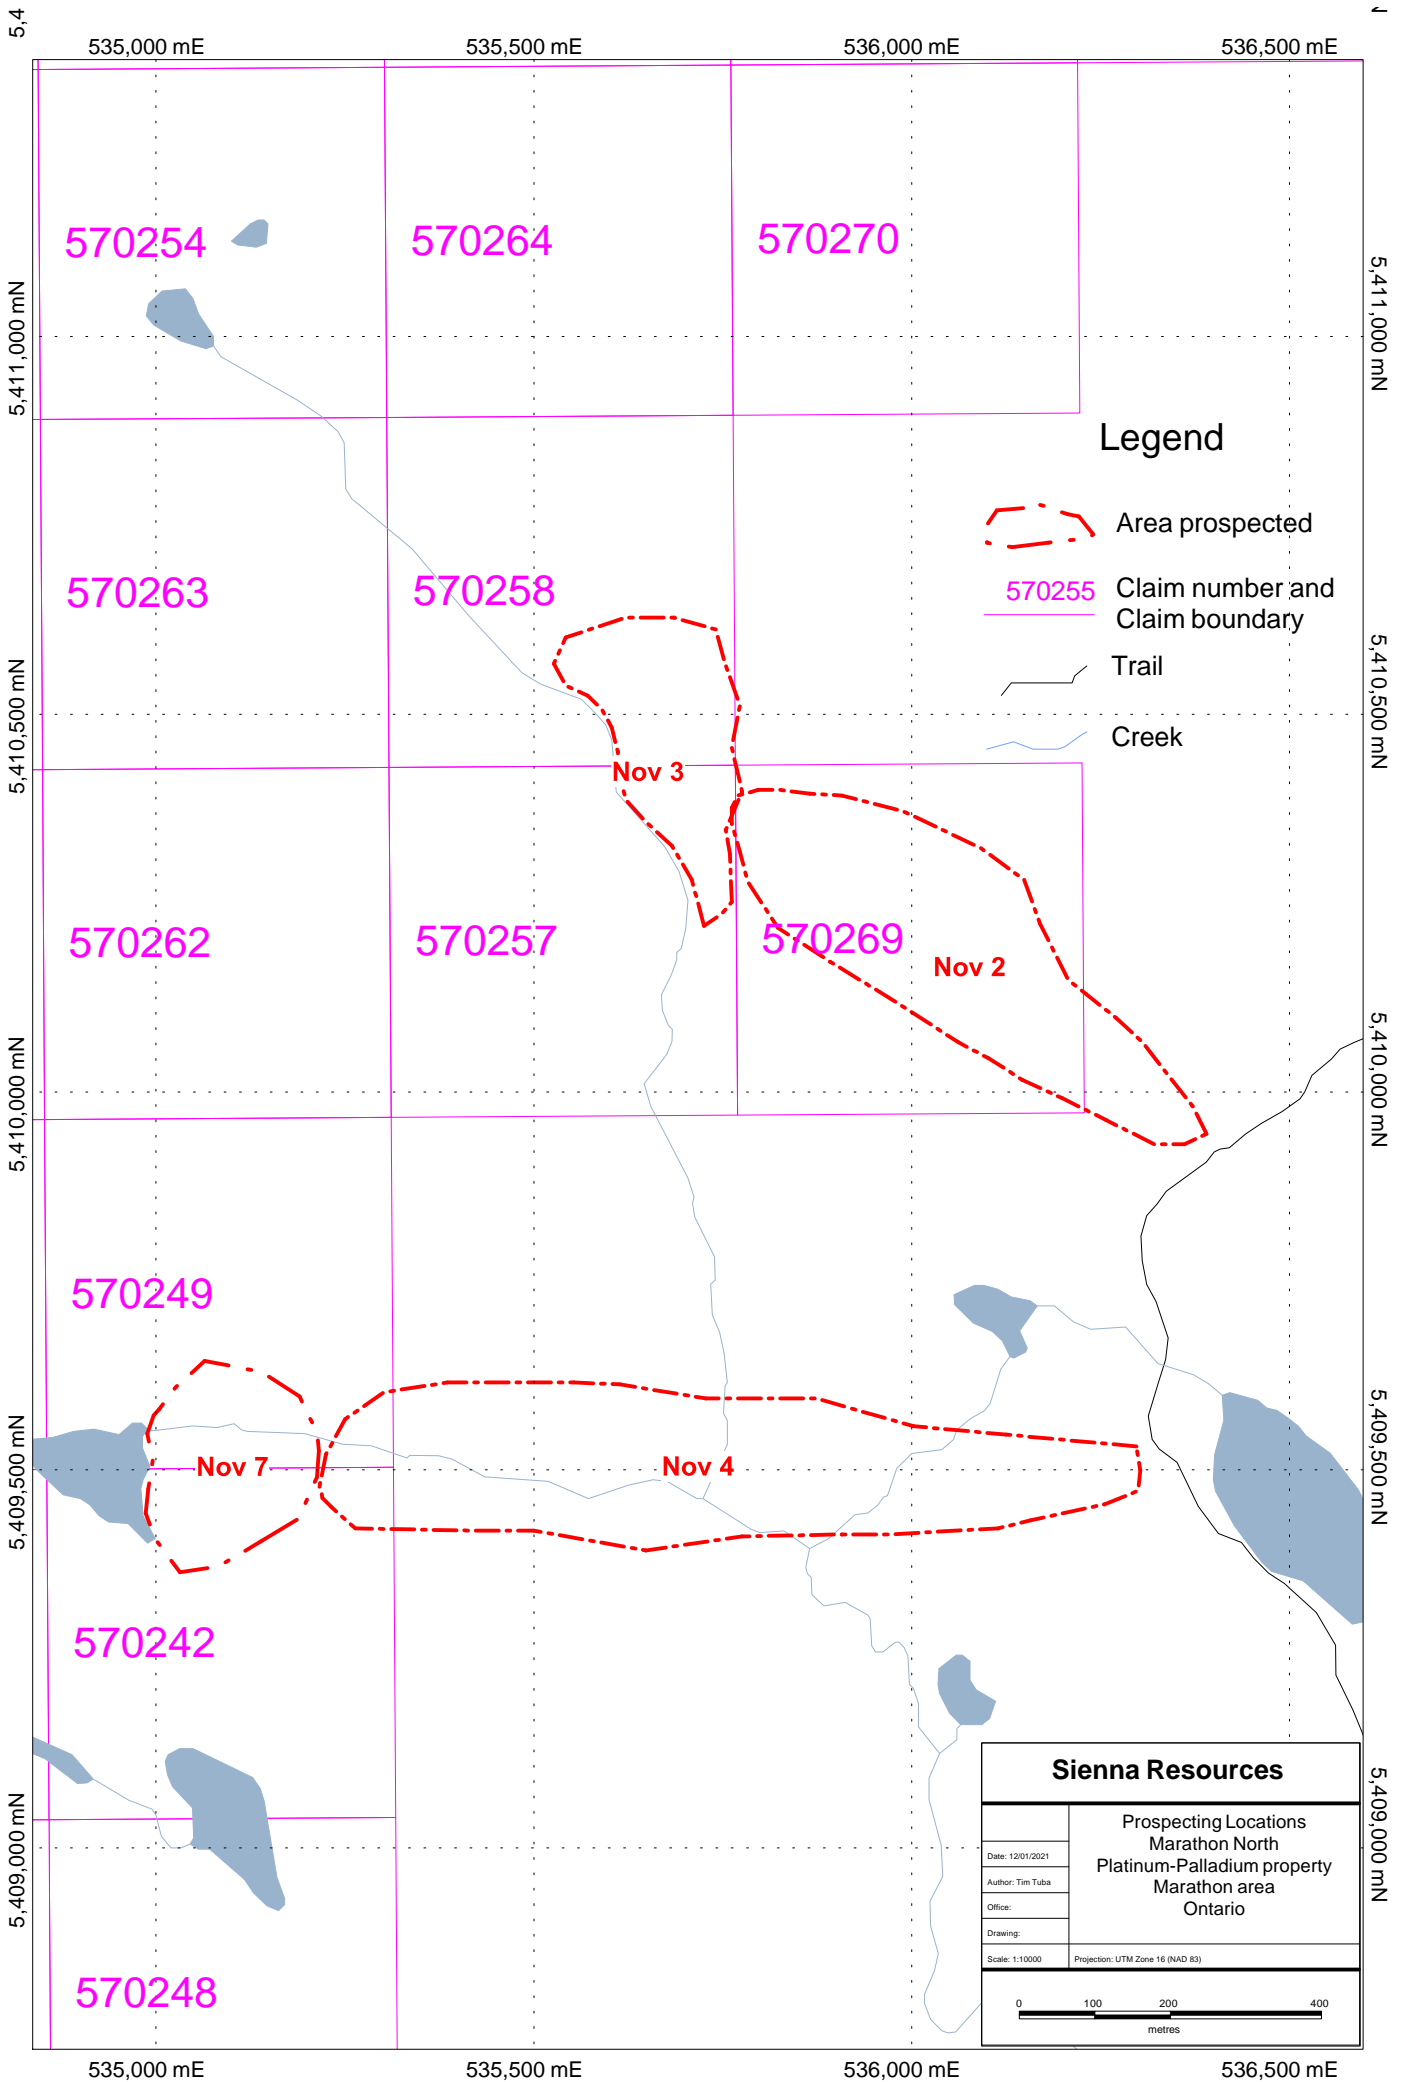 5,4
N
535,000 mE
535,500 mE
536,000 mE
536,500 mE
570254
570264
570270
5,411,000 mN
5,411,000 mN
Legend
Area prospected
570255
Claim number and
Claim boundary
Trail
Creek
570263
570258
5,410,500 mN
5,410,500 mN
Nov 3
570262
570257
570269
Nov 2
5,410,000 mN
5,410,000 mN
570249
5,409,500 mN
5,409,500 mN
Nov 7
Nov 4
570242
5,409,000 mN
5,409,000 mN
570248
Sienna Resources
Prospecting Locations
Marathon North
Platinum-Palladium property
Marathon area
Ontario
Date: 12/01/2021
Author: Tim Tuba
Office:
Drawing:
Scale: 1:10000
Projection: UTM Zone 16 (NAD 83)
0 100 200 400
metres
535,000 mE
535,500 mE
536,000 mE
536,500 mE